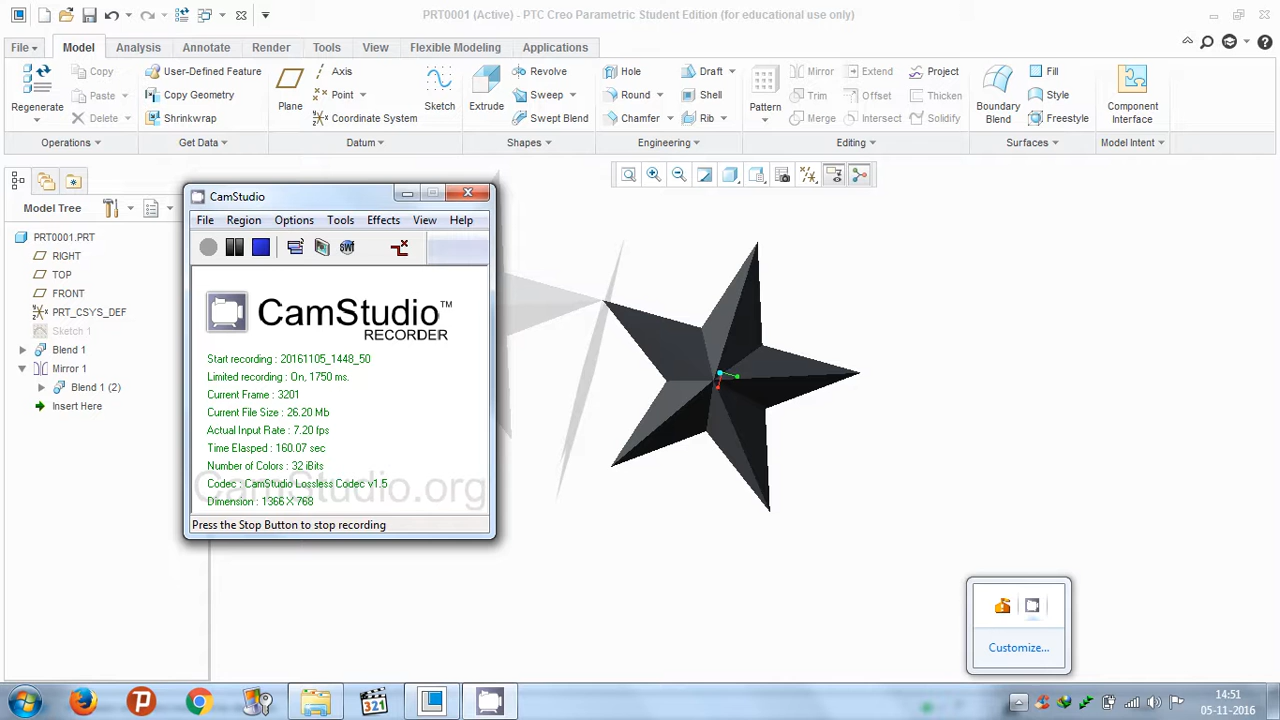 PRT0001 (Active) - PTC Creo Parametric Student Edition (for educational use only)
File Model Analysis Annotate Render Tools View Flexible Modeling Applications
Regenerate
Copy
Paste
Delete
User-Defined Feature
Copy Geometry
Shrinkwrap
Plane
Axis
Point
Coordinate System
Sketch
Extrude
Revolve
Sweep
Swept Blend
Hole
Round
Chamfer
Draft
Shell
Rib
Pattern
Mirror
Trim
Merge
Extend
Offset
Intersect
Project
Thicken
Solidify
Boundary
Blend
Fill
Style
Freestyle
Component
Interface
Operations Get Data Datum Shapes Engineering Editing Surfaces Model Intent
Model Tree
PRT0001.PRT
RIGHT
TOP
FRONT
PRT_CSYS_DEF
Sketch 1
Blend 1
Mirror 1
Blend 1 (2)
Insert Here
CamStudio
File Region Options Tools Effects View Help
SWF
CamStudio™
RECORDER
Start recording : 20161105_1448_50
Limited recording : On, 1750 ms.
Current Frame : 3201
Current File Size : 26.20 Mb
Actual Input Rate : 7.20 fps
Time Elasped : 160.07 sec
Number of Colors : 32 iBits
Codec : CamStudio Lossless Codec v1.5
Dimension : 1366 X 768
CamStudio.org
Press the Stop Button to stop recording
Customize...
321
14:51
05-11-2016